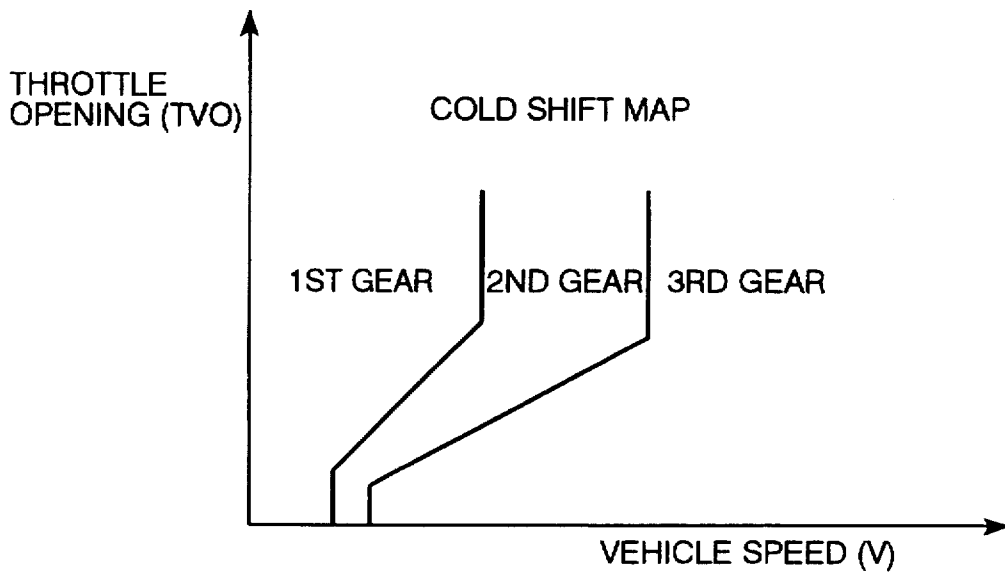 THROTTLE
OPENING (TVO)
COLD SHIFT MAP
1ST GEAR
2ND GEAR
3RD GEAR
VEHICLE SPEED (V)